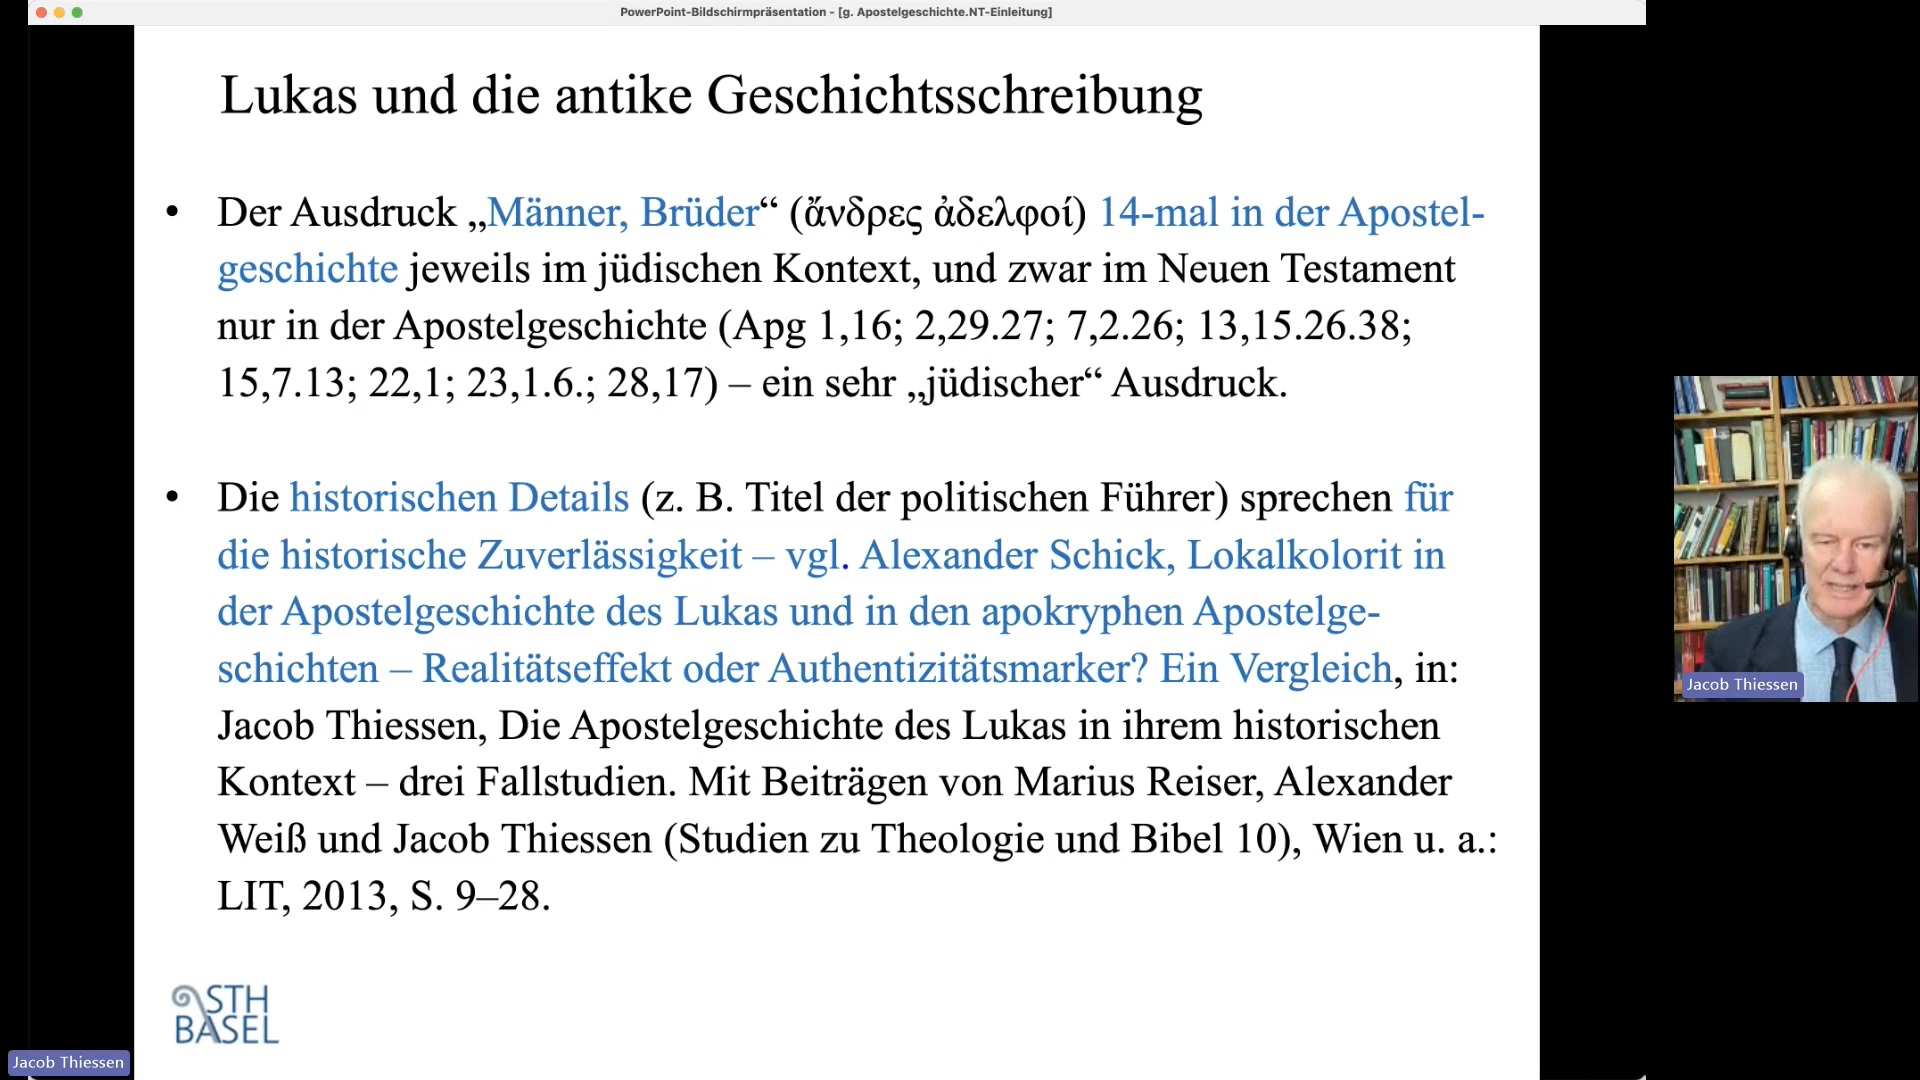 PowerPoint-Bildschirmpräsentation - [g. Apostelgeschichte.NT-Einleitung]
Lukas und die antike Geschichtsschreibung
• Der Ausdruck „Männer, Brüder“ (ἄνδρες ἀδελφοί) 14-mal in der Apostel-
geschichte jeweils im jüdischen Kontext, und zwar im Neuen Testament
nur in der Apostelgeschichte (Apg 1,16; 2,29.27; 7,2.26; 13,15.26.38;
15,7.13; 22,1; 23,1.6.; 28,17) – ein sehr „jüdischer“ Ausdruck.
• Die historischen Details (z. B. Titel der politischen Führer) sprechen für
die historische Zuverlässigkeit – vgl. Alexander Schick, Lokalkolorit in
der Apostelgeschichte des Lukas und in den apokryphen Apostelge-
schichten – Realitätseffekt oder Authentizitätsmarker? Ein Vergleich, in:
Jacob Thiessen, Die Apostelgeschichte des Lukas in ihrem historischen
Kontext – drei Fallstudien. Mit Beiträgen von Marius Reiser, Alexander
Weiß und Jacob Thiessen (Studien zu Theologie und Bibel 10), Wien u. a.:
LIT, 2013, S. 9–28.
STH
BASEL
Jacob Thiessen
Jacob Thiessen